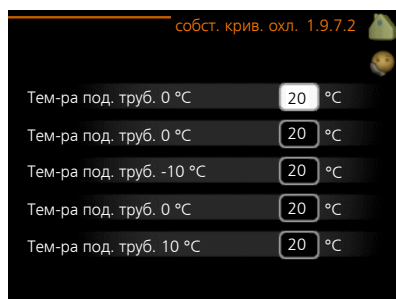 собст. крив. охл. 1.9.7.2
Тем-ра под. труб. 0 °C 20 °C
Тем-ра под. труб. 0 °C 20 °C
Тем-ра под. труб. -10 °C 20 °C
Тем-ра под. труб. 0 °C 20 °C
Тем-ра под. труб. 10 °C 20 °C